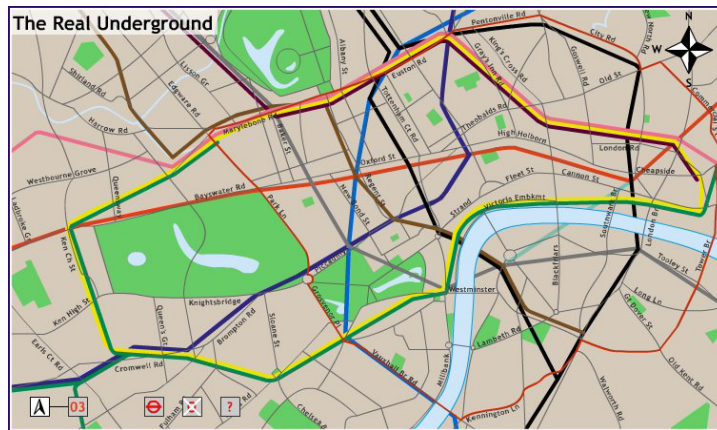 The Real Underground
Pentonville Rd
City Rd
N
W
S
Albany St
King's Cross Rd
Gray's Inn Rd
Goswell Rd
Old St
Euston Rd
Lisson Gr
Shirland Rd
Edgeware Rd
Tottenham Ct Rd
Theobalds Rd
Harrow Rd
Marylebone Rd
Baker St
High Holborn
London Rd
Oxford St
Westbourne Grove
Queensway
Cheapside
Fleet St
Cannon St
Bayswater Rd
Park Ln
New Bond St
Regent St
Strand
Victoria Embkmt
Southwark Br
London Br
Tower Br
Ladbroke Gr
Ken Ch St
Piccadilly
Blackfriars
Tooley St
Knightsbridge
Grosvenor Pl
Westminster
Long Ln
Gt Dover St
Ken High St
Queen's Gt
Brompton Rd
Sloane St
Lambeth Rd
Earls Ct Rd
Cromwell Rd
Vauxhall Br Rd
Millbank
Old Kent Rd
Walworth Rd
Kennington Ln
Fulham
Chelsea
03
?